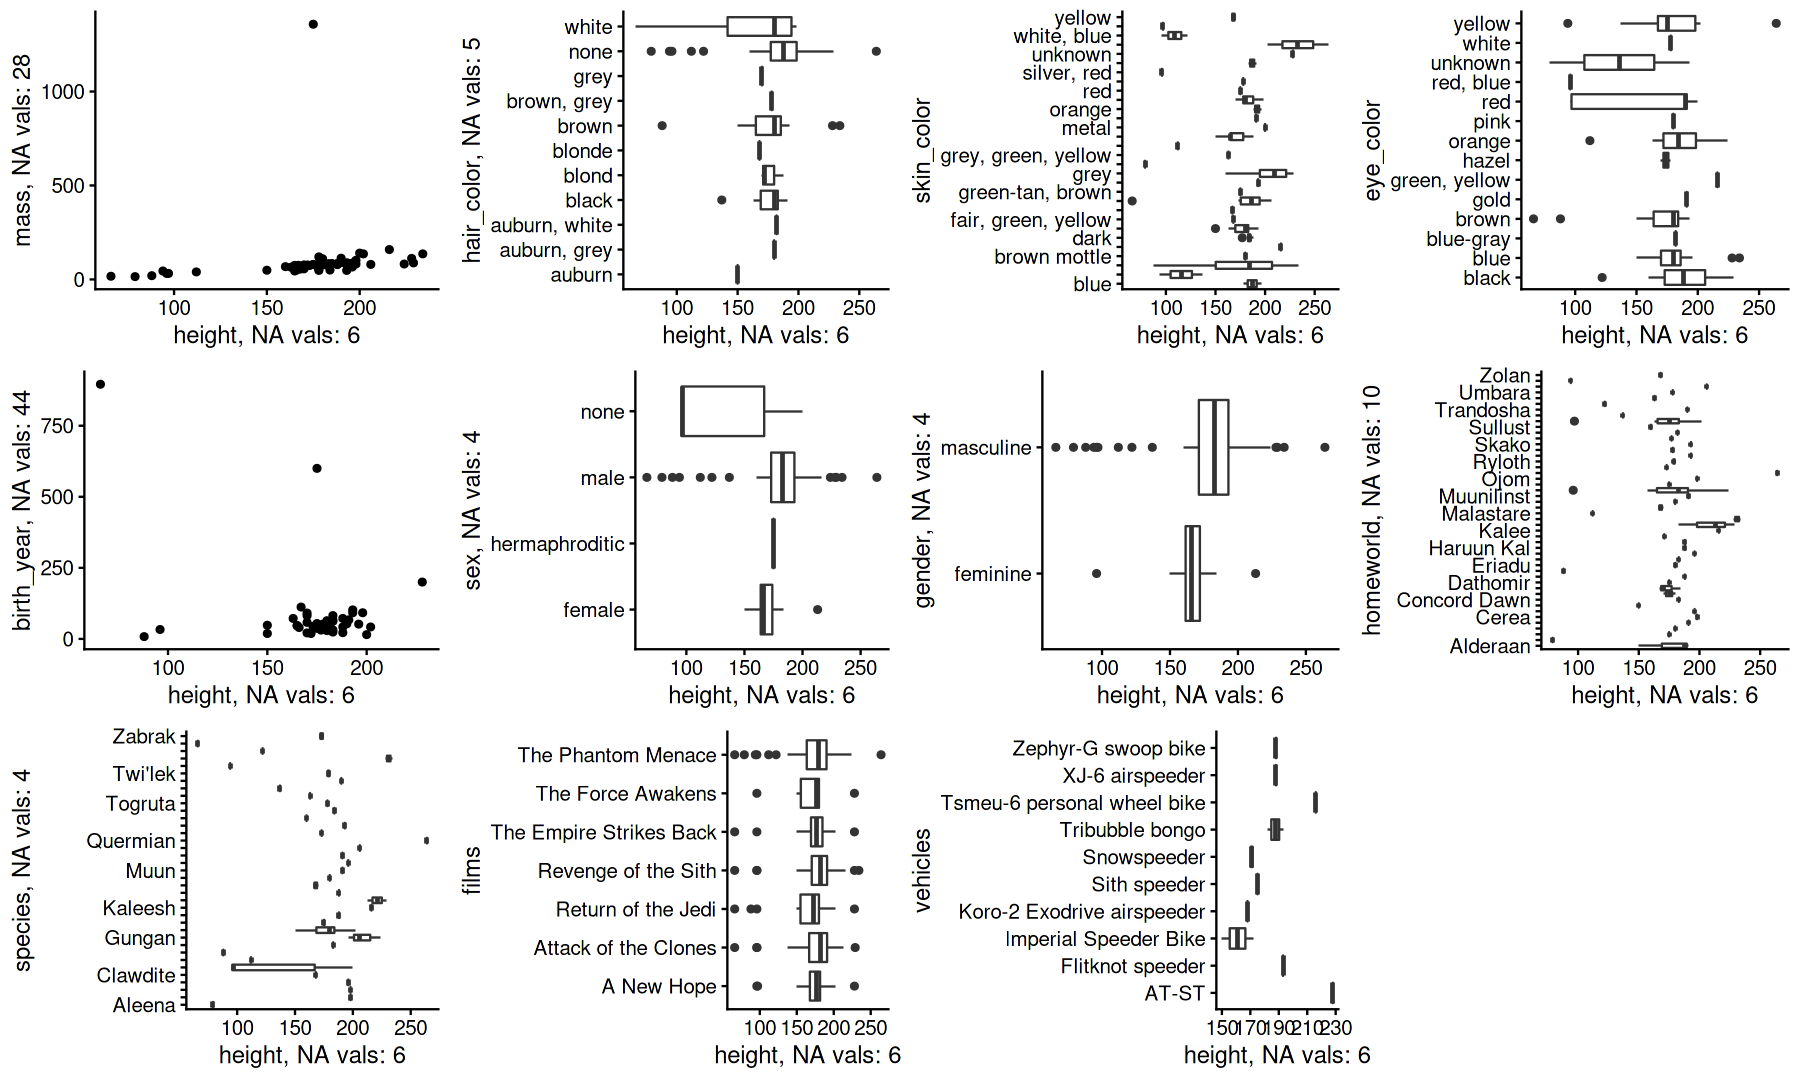 mass, NA vals: 28
1000
500
0
100 150 200
height, NA vals: 6
hair_color, NA vals: 5
white
none
grey
brown, grey
brown
blonde
blond
black
auburn, white
auburn, grey
auburn
100 150 200 250
height, NA vals: 6
skin_color
yellow
white, blue
unknown
silver, red
red
orange
metal
grey, green, yellow
grey
green-tan, brown
fair, green, yellow
dark
brown mottle
blue
100 150 200 250
height, NA vals: 6
eye_color
yellow
white
unknown
red, blue
red
pink
orange
hazel
green, yellow
gold
brown
blue-gray
blue
black
100 150 200 250
height, NA vals: 6
birth_year, NA vals: 44
750
500
250
0
100 150 200
height, NA vals: 6
sex, NA vals: 4
none
male
hermaphroditic
female
100 150 200 250
height, NA vals: 6
gender, NA vals: 4
masculine
feminine
100 150 200 250
height, NA vals: 6
homeworld, NA vals: 10
Zolan
Umbara
Trandosha
Sullust
Skako
Ryloth
Ojom
Muunilinst
Malastare
Kalee
Haruun Kal
Eriadu
Dathomir
Concord Dawn
Cerea
Alderaan
100 150 200 250
height, NA vals: 6
species, NA vals: 4
Zabrak
Twi'lek
Togruta
Quermian
Muun
Kaleesh
Gungan
Clawdite
Aleena
100 150 200 250
height, NA vals: 6
films
The Phantom Menace
The Force Awakens
The Empire Strikes Back
Revenge of the Sith
Return of the Jedi
Attack of the Clones
A New Hope
100 150 200 250
height, NA vals: 6
vehicles
Zephyr-G swoop bike
XJ-6 airspeeder
Tsmeu-6 personal wheel bike
Tribubble bongo
Snowspeeder
Sith speeder
Koro-2 Exodrive airspeeder
Imperial Speeder Bike
Flitknot speeder
AT-ST
150 170 190 210 230
height, NA vals: 6